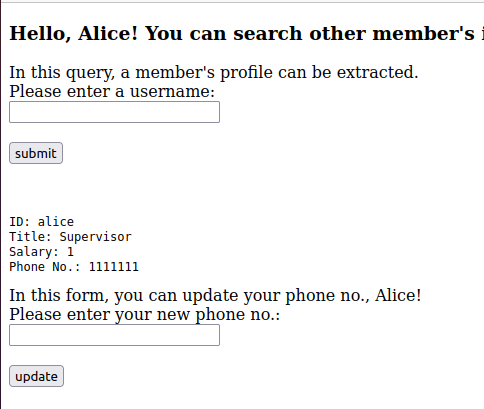 Hello, Alice! You can search other member's i
In this query, a member's profile can be extracted.
Please enter a username:
submit
ID: alice
Title: Supervisor
Salary: 1
Phone No.: 1111111
In this form, you can update your phone no., Alice!
Please enter your new phone no.:
update